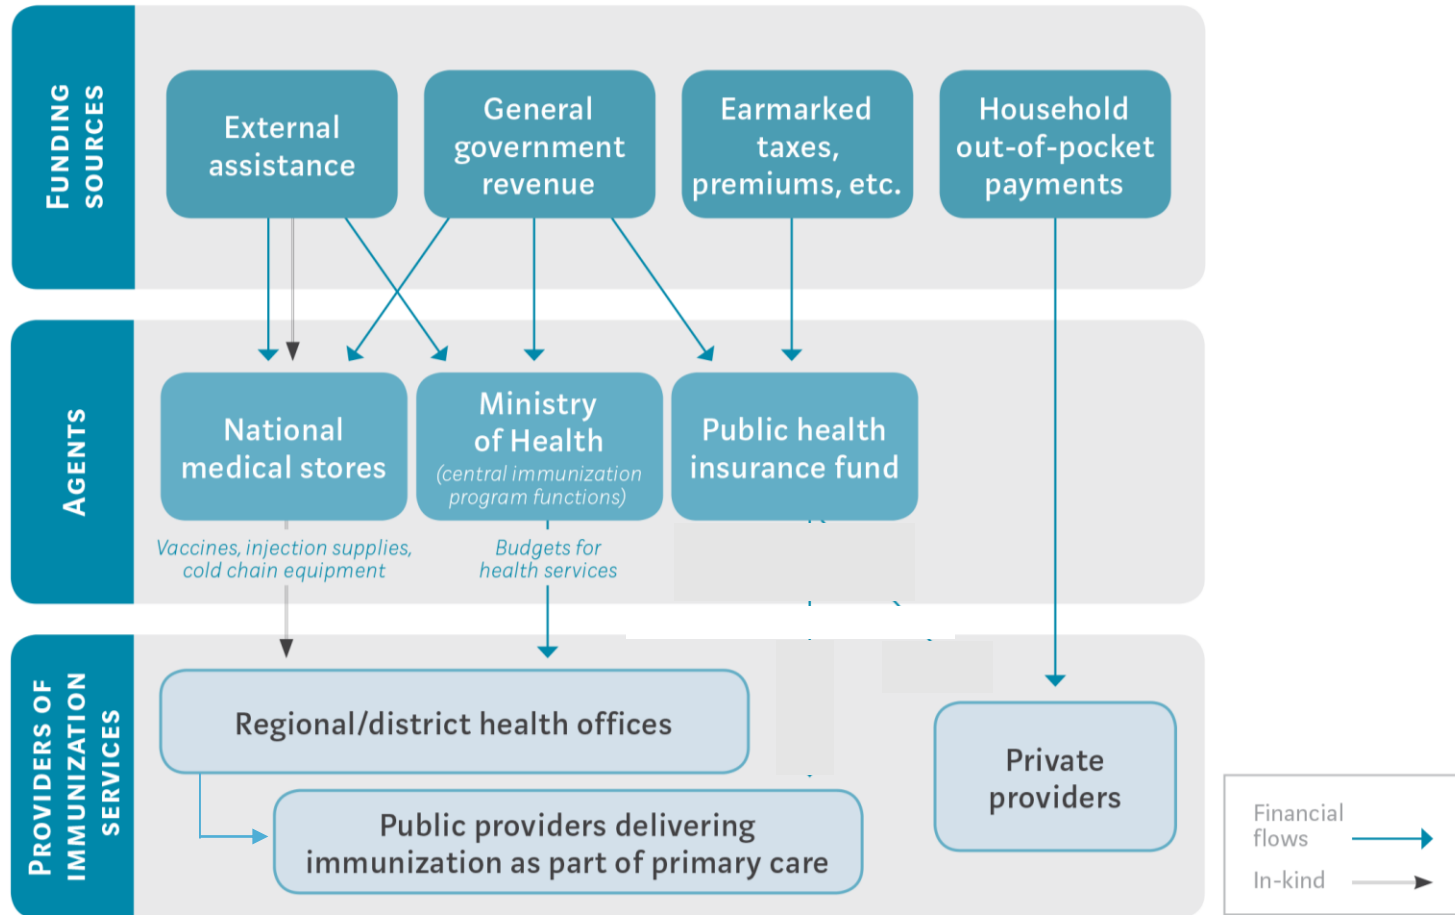 FUNDING
SOURCES
External
assistance
General
government
revenue
Earmarked
taxes,
premiums, etc.
Household
out-of-pocket
payments
AGENTS
National
medical stores
Ministry
of Health
(central immunization
program functions)
Public health
insurance fund
Vaccines, injection supplies,
cold chain equipment
Budgets for
health services
PROVIDERS OF
IMMUNIZATION
SERVICES
Regional/district health offices
Public providers delivering
immunization as part of primary care
Private
providers
Financial
flows
In-kind